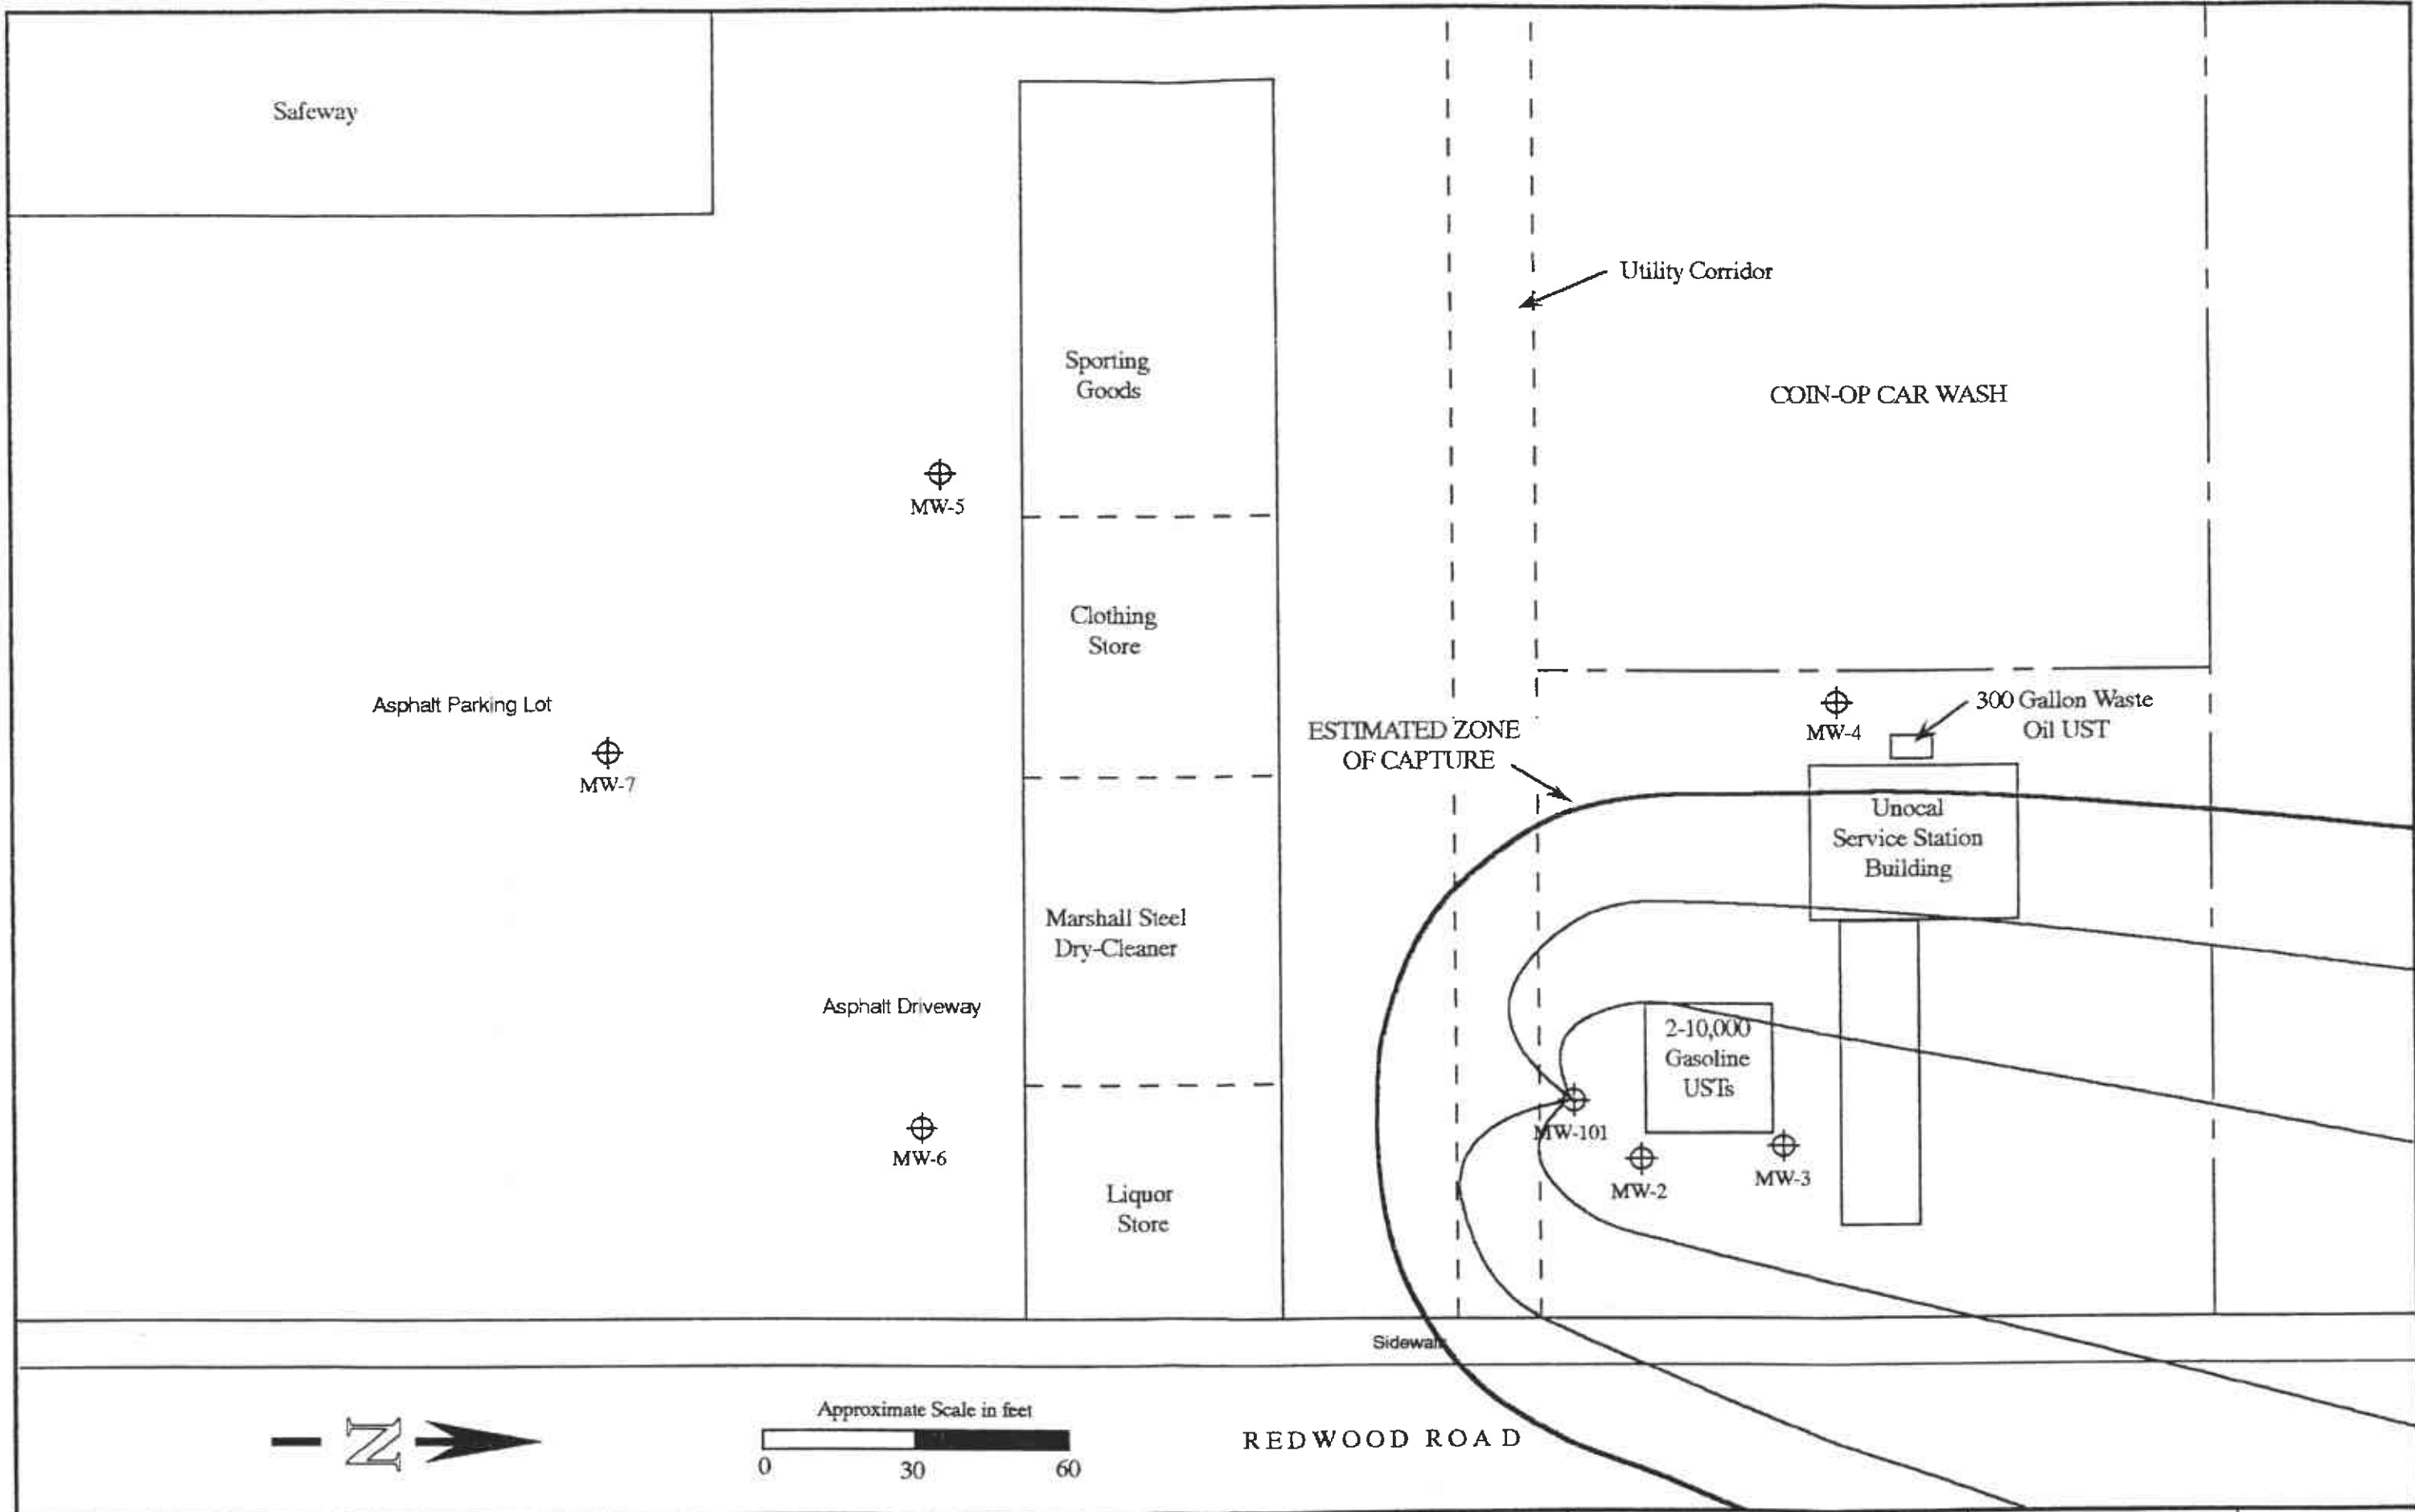 Safeway
Utility Corridor
Sporting
Goods
COIN-OP CAR WASH
MW-5
Clothing
Store
Asphalt Parking Lot
MW-7
ESTIMATED ZONE
OF CAPTURE
MW-4
300 Gallon Waste
Oil UST
Unocal
Service Station
Building
Marshall Steel
Dry-Cleaner
Asphalt Driveway
2-10,000
Gasoline
USTs
MW-101
MW-6
MW-2
MW-3
Liquor
Store
Sidewalk
N
Approximate Scale in feet
0 30 60
REDWOOD ROAD